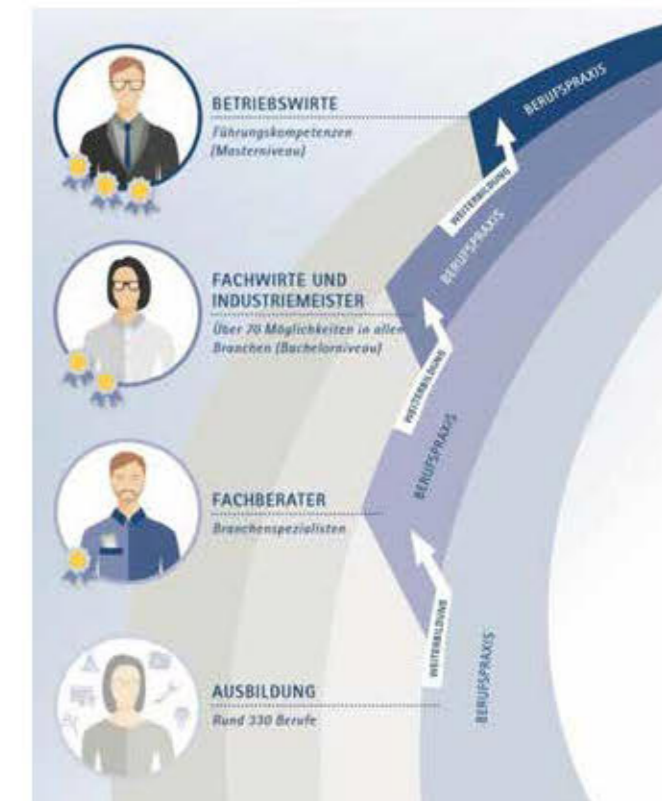 BETRIEBSWIRTE
Führungskompetenzen
(Masterniveau)
BERUFSPRAXIS
WEITERBILDUNG
BERUFSPRAXIS
FACHWIRTE UND
INDUSTRIEMEISTER
Über 70 Möglichkeiten in allen
Branchen (Bachelorniveau)
WEITERBILDUNG
BERUFSPRAXIS
FACHBERATER
Branchenspezialisten
WEITERBILDUNG
BERUFSPRAXIS
AUSBILDUNG
Rund 330 Berufe